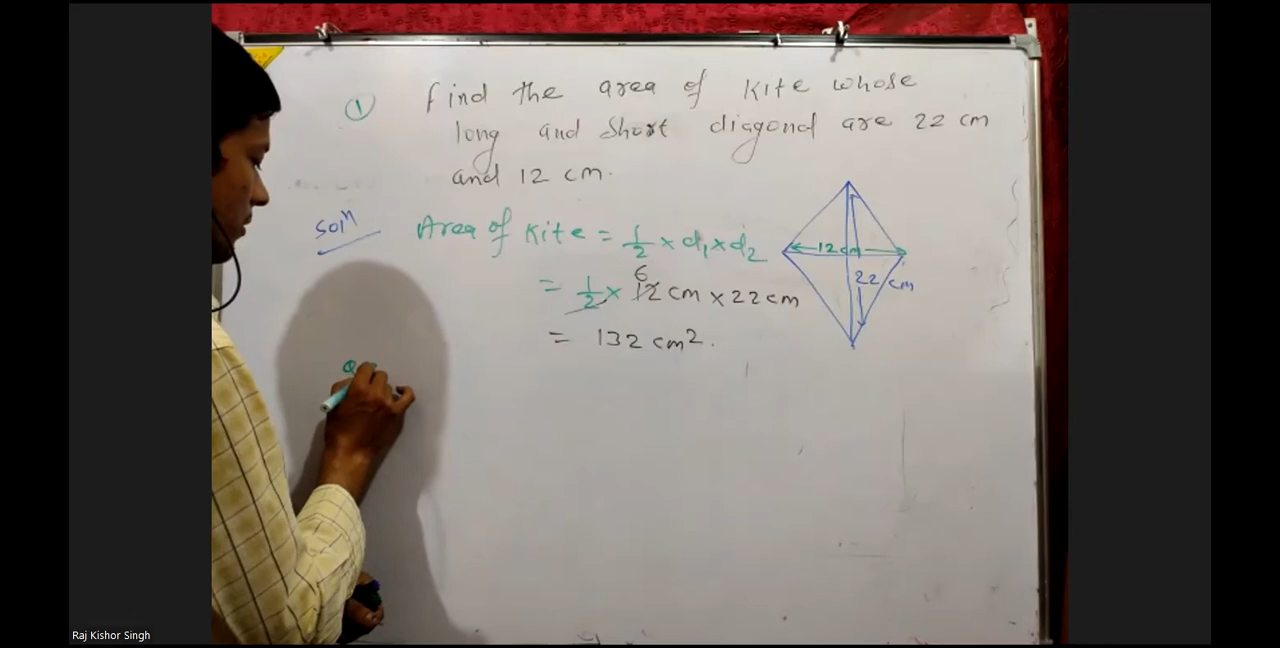 ① find the area of kite whose
long and short diagonal are 22 cm
and 12 cm.
Solⁿ Area of kite = 1/2 × d₁ × d₂
= 1/2 × 12 cm × 22 cm
6
= 132 cm².
12 cm
22 cm
Q
Raj Kishor Singh